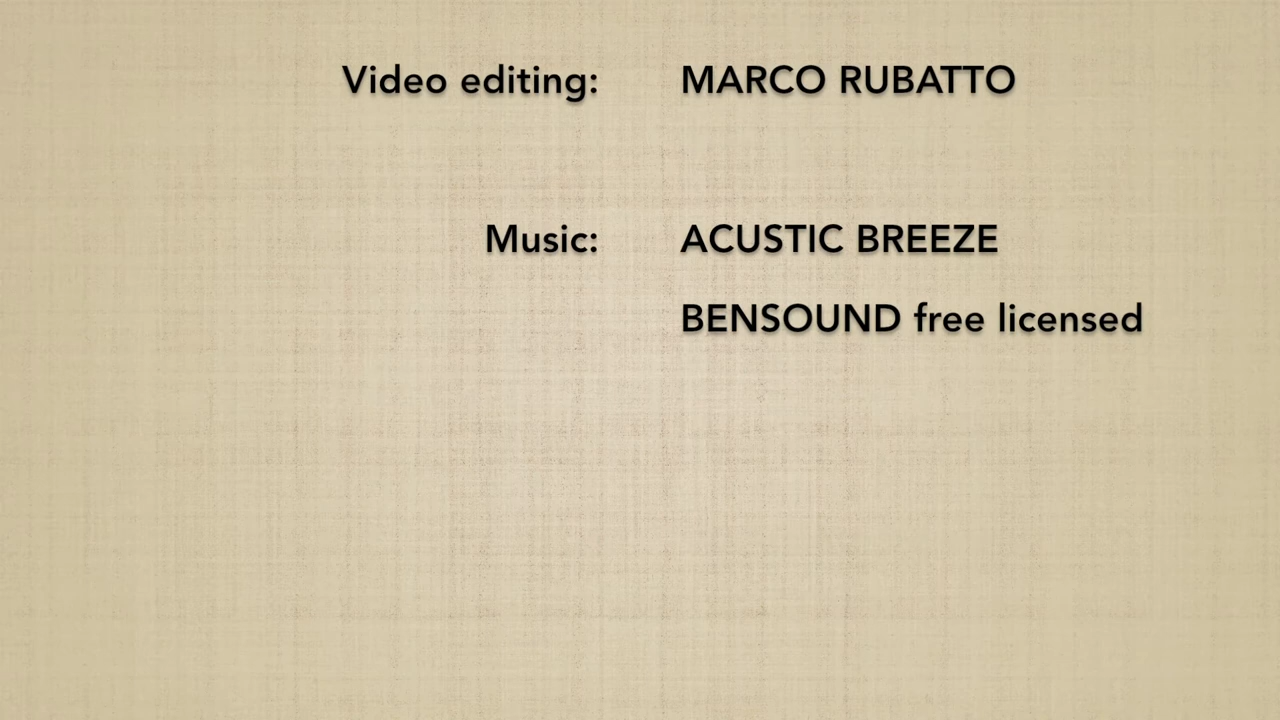 Video editing: MARCO RUBATTO
Music: ACUSTIC BREEZE
BENSOUND free licensed